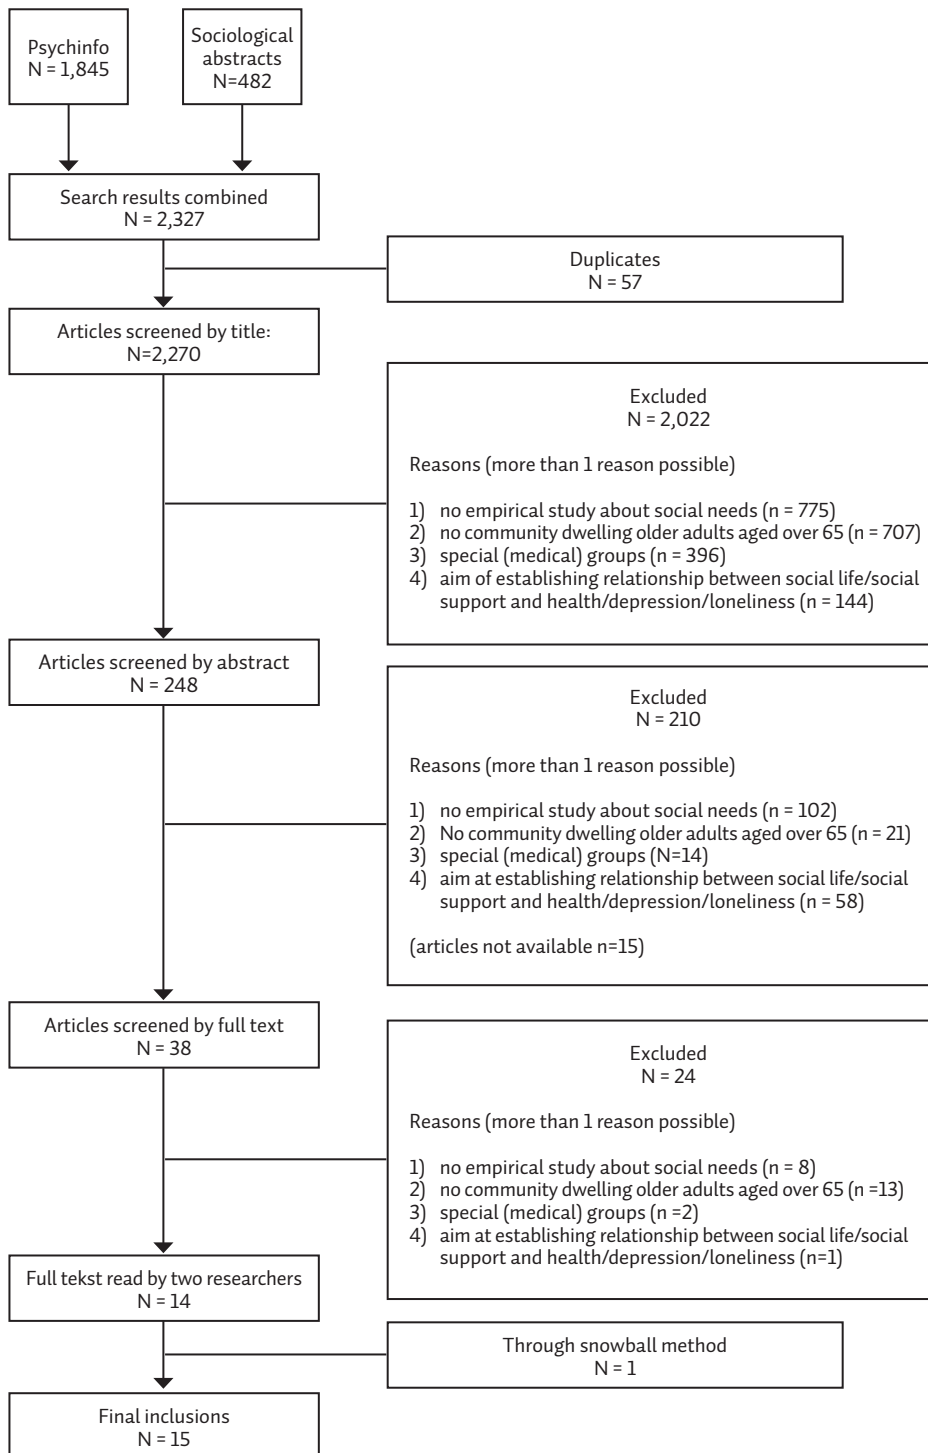 Psychinfo
N = 1,845
Sociological
abstracts
N=482
Search results combined
N = 2,327
Duplicates
N = 57
Articles screened by title:
N=2,270
Excluded
N = 2,022
Reasons (more than 1 reason possible)
1) no empirical study about social needs (n = 775)
2) no community dwelling older adults aged over 65 (n = 707)
3) special (medical) groups (n = 396)
4) aim of establishing relationship between social life/social
support and health/depression/loneliness (n = 144)
Articles screened by abstract
N = 248
Excluded
N = 210
Reasons (more than 1 reason possible)
1) no empirical study about social needs (n = 102)
2) No community dwelling older adults aged over 65 (n = 21)
3) special (medical) groups (N=14)
4) aim at establishing relationship between social life/social
support and health/depression/loneliness (n = 58)
(articles not available n=15)
Articles screened by full text
N = 38
Excluded
N = 24
Reasons (more than 1 reason possible)
1) no empirical study about social needs (n = 8)
2) no community dwelling older adults aged over 65 (n =13)
3) special (medical) groups (n =2)
4) aim at establishing relationship between social life/social
support and health/depression/loneliness (n=1)
Full tekst read by two researchers
N = 14
Through snowball method
N = 1
Final inclusions
N = 15